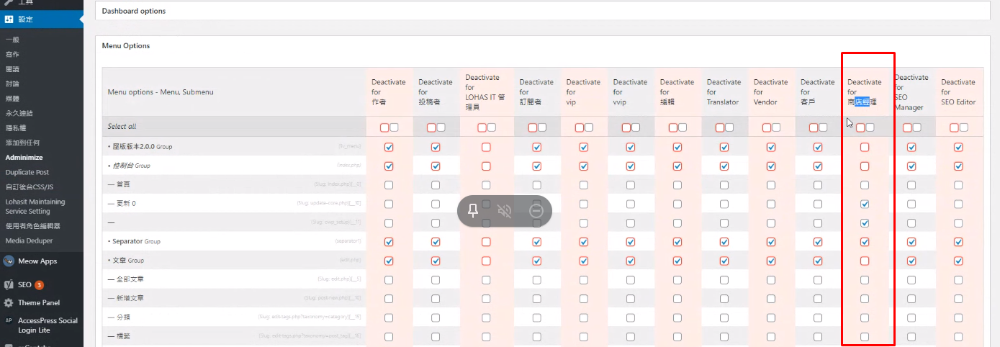 工具
設定
一般
寫作
閱讀
討論
媒體
永久連結
隱私權
添加到任何
Adminimize
Duplicate Post
自訂後台CSS/JS
Lohasit Maintaining
Service Setting
使用者角色編輯器
Media Deduper
Meow Apps
SEO 3
Theme Panel
AccessPress Social
Login Lite
Dashboard options
Menu Options
Menu options - Menu, Submenu
Deactivate
for
作者
Deactivate
for
投稿者
Deactivate
for
LOHAS IT 管
理員
Deactivate
for
訂閱者
Deactivate
for
vip
Deactivate
for
vvip
Deactivate
for
編輯
Deactivate
for
Translator
Deactivate
for
Vendor
Deactivate
for
客戶
Deactivate
for
商店經理
Deactivate
for
SEO
Manager
Deactivate
for
SEO Editor
Select all
• 壓版版本2.0.0 Group
• 控制台 Group (index.php)
— 首頁 (Slug: index.php)[__0]
— 更新 0 (Slug: update-core.php)[__10]
—
• Separator Group (separator1)
• 文章 Group (edit.php)
— 全部文章 (Slug: edit.php)[__5]
— 新增文章 (Slug: post-new.php)[__10]
— 分類 (Slug: edit-tags.php?taxonomy=category)[__15]
— 標籤 (Slug: edit-tags.php?taxonomy=post_tag)[__16]